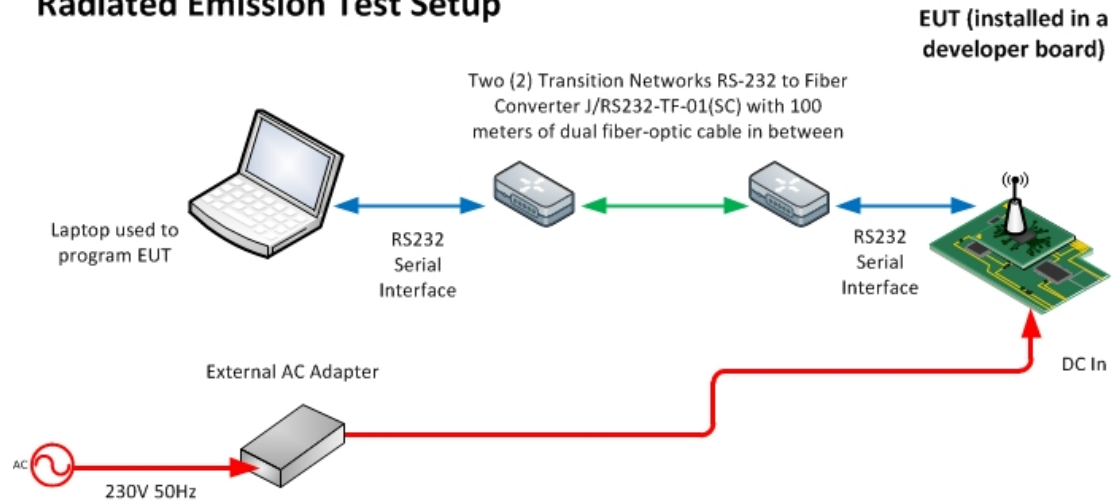 Radiated Emission Test Setup
EUT (installed in a
developer board)
Two (2) Transition Networks RS-232 to Fiber
Converter J/RS232-TF-01(SC) with 100
meters of dual fiber-optic cable in between
Laptop used to
program EUT
RS232
Serial
Interface
RS232
Serial
Interface
External AC Adapter
DC In
AC
230V 50Hz